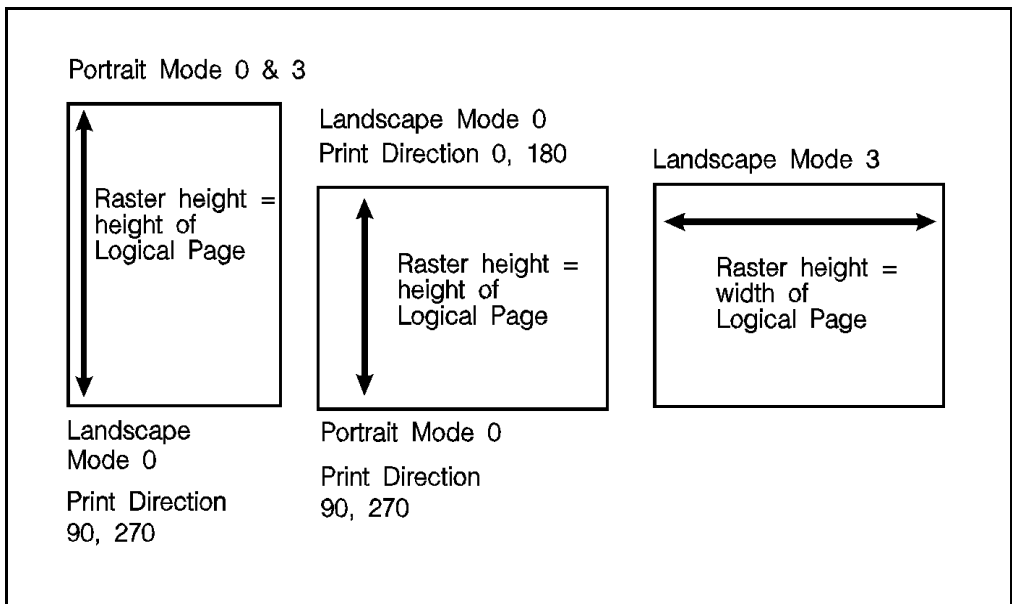 Portrait Mode 0 & 3
Raster height =
height of
Logical Page
Landscape
Mode 0
Print Direction
90, 270
Landscape Mode 0
Print Direction 0, 180
Raster height =
height of
Logical Page
Portrait Mode 0
Print Direction
90, 270
Landscape Mode 3
Raster height =
width of
Logical Page